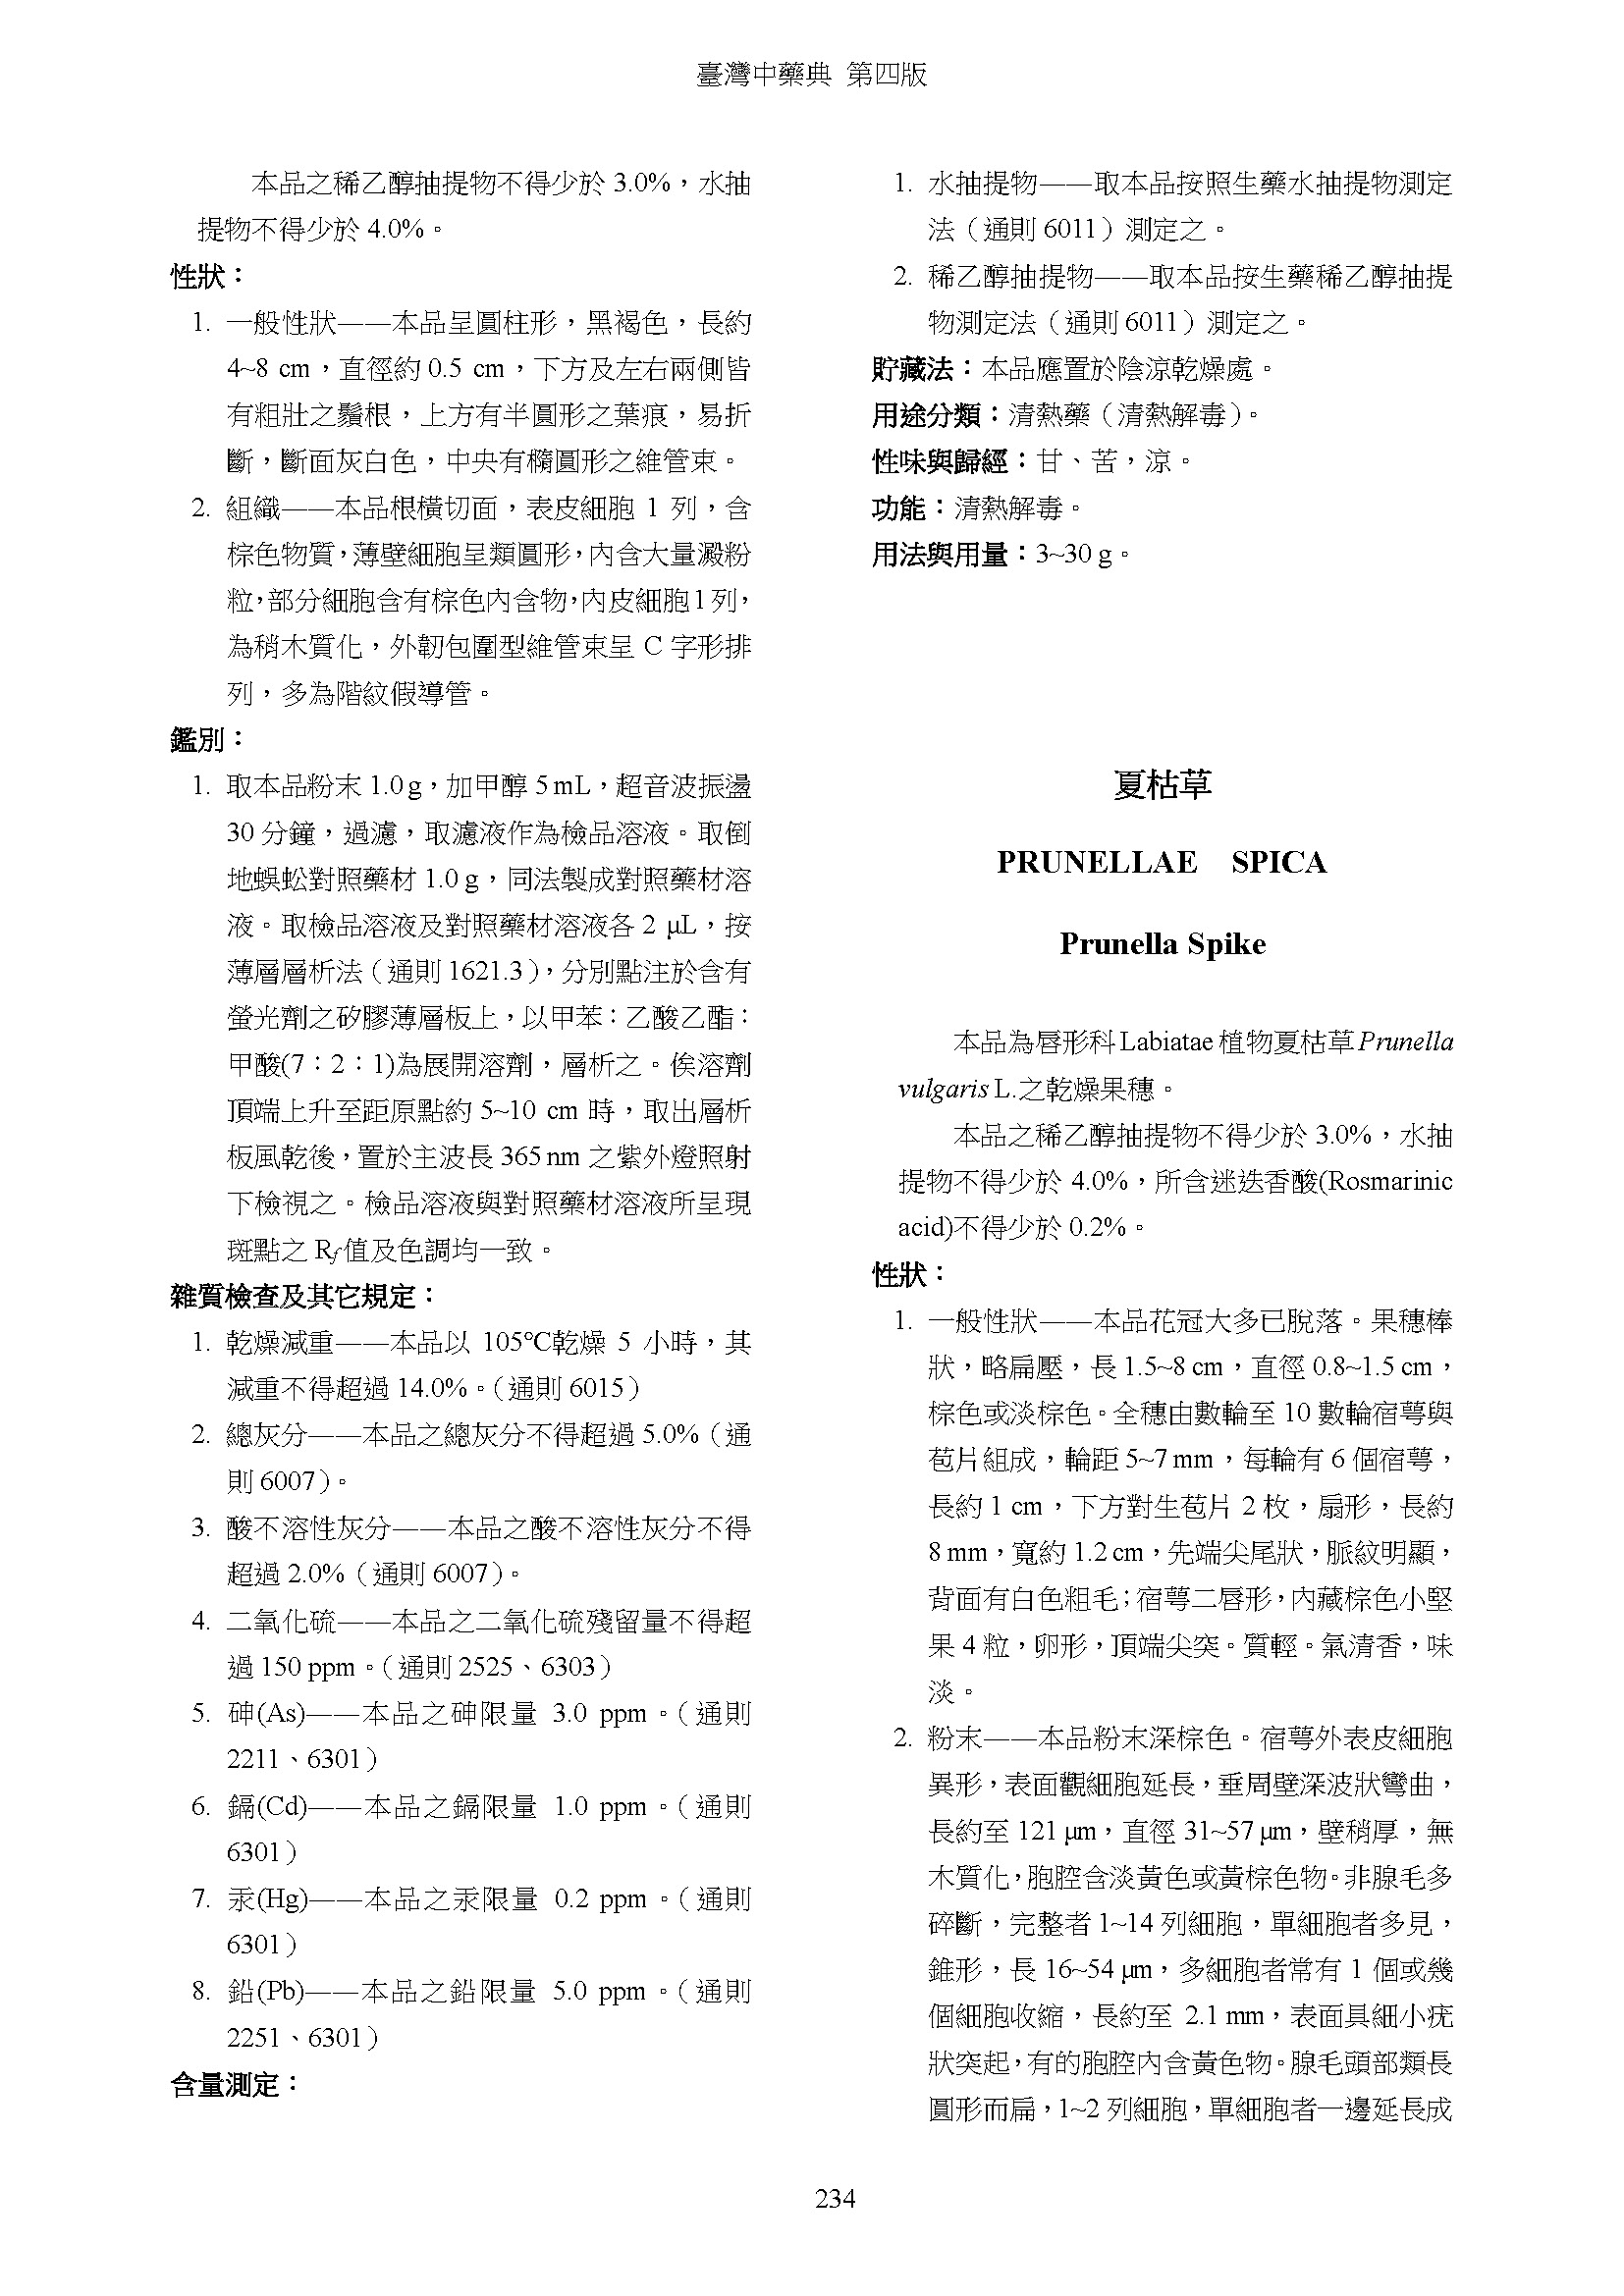 臺灣中藥典 第四版
本品之稀乙醇抽提物不得少於 3.0%，水抽
提物不得少於 4.0%。
性狀：
1. 一般性狀——本品呈圓柱形，黑褐色，長約
4~8 cm，直徑約 0.5 cm，下方及左右兩側皆
有粗壯之鬚根，上方有半圓形之葉痕，易折
斷，斷面灰白色，中央有橢圓形之維管束。
2. 組織——本品根橫切面，表皮細胞 1 列，含
棕色物質，薄壁細胞呈類圓形，內含大量澱粉
粒，部分細胞含有棕色內含物，內皮細胞1列，
為稍木質化，外韌包圍型維管束呈 C 字形排
列，多為階紋假導管。
鑑別：
1. 取本品粉末 1.0 g，加甲醇 5 mL，超音波振盪
30 分鐘，過濾，取濾液作為檢品溶液。取倒
地蜈蚣對照藥材 1.0 g，同法製成對照藥材溶
液。取檢品溶液及對照藥材溶液各 2 μL，按
薄層層析法（通則 1621.3），分別點注於含有
螢光劑之矽膠薄層板上，以甲苯：乙酸乙酯：
甲酸(7：2：1)為展開溶劑，層析之。俟溶劑
頂端上升至距原點約 5~10 cm 時，取出層析
板風乾後，置於主波長 365 nm 之紫外燈照射
下檢視之。檢品溶液與對照藥材溶液所呈現
斑點之 Rf 值及色調均一致。
雜質檢查及其它規定：
1. 乾燥減重——本品以 105℃乾燥 5 小時，其
減重不得超過 14.0%。（通則 6015）
2. 總灰分——本品之總灰分不得超過 5.0%（通
則 6007）。
3. 酸不溶性灰分——本品之酸不溶性灰分不得
超過 2.0%（通則 6007）。
4. 二氧化硫——本品之二氧化硫殘留量不得超
過 150 ppm。（通則 2525、6303）
5. 砷(As)——本品之砷限量 3.0 ppm。（通則
2211、6301）
6. 鎘(Cd)——本品之鎘限量 1.0 ppm。（通則
6301）
7. 汞(Hg)——本品之汞限量 0.2 ppm。（通則
6301）
8. 鉛(Pb)——本品之鉛限量 5.0 ppm。（通則
2251、6301）
含量測定：
1. 水抽提物——取本品按照生藥水抽提物測定
法（通則 6011）測定之。
2. 稀乙醇抽提物——取本品按生藥稀乙醇抽提
物測定法（通則 6011）測定之。
貯藏法：本品應置於陰涼乾燥處。
用途分類：清熱藥（清熱解毒）。
性味與歸經：甘、苦，涼。
功能：清熱解毒。
用法與用量：3~30 g。
夏枯草
PRUNELLAE SPICA
Prunella Spike
本品為唇形科 Labiatae 植物夏枯草 Prunella
vulgaris L.之乾燥果穗。
本品之稀乙醇抽提物不得少於 3.0%，水抽
提物不得少於 4.0%，所含迷迭香酸(Rosmarinic
acid)不得少於 0.2%。
性狀：
1. 一般性狀——本品花冠大多已脫落。果穗棒
狀，略扁壓，長 1.5~8 cm，直徑 0.8~1.5 cm，
棕色或淡棕色。全穗由數輪至 10 數輪宿萼與
苞片組成，輪距 5~7 mm，每輪有 6 個宿萼，
長約 1 cm，下方對生苞片 2 枚，扇形，長約
8 mm，寬約 1.2 cm，先端尖尾狀，脈紋明顯，
背面有白色粗毛；宿萼二唇形，內藏棕色小堅
果 4 粒，卵形，頂端尖突。質輕。氣清香，味
淡。
2. 粉末——本品粉末深棕色。宿萼外表皮細胞
異形，表面觀細胞延長，垂周壁深波狀彎曲，
長約至 121 μm，直徑 31~57 μm，壁稍厚，無
木質化，胞腔含淡黃色或黃棕色物。非腺毛多
碎斷，完整者 1~14 列細胞，單細胞者多見，
錐形，長 16~54 μm，多細胞者常有 1 個或幾
個細胞收縮，長約至 2.1 mm，表面具細小疣
狀突起，有的胞腔內含黃色物。腺毛頭部類長
圓形而扁，1~2 列細胞，單細胞者一邊延長成
234